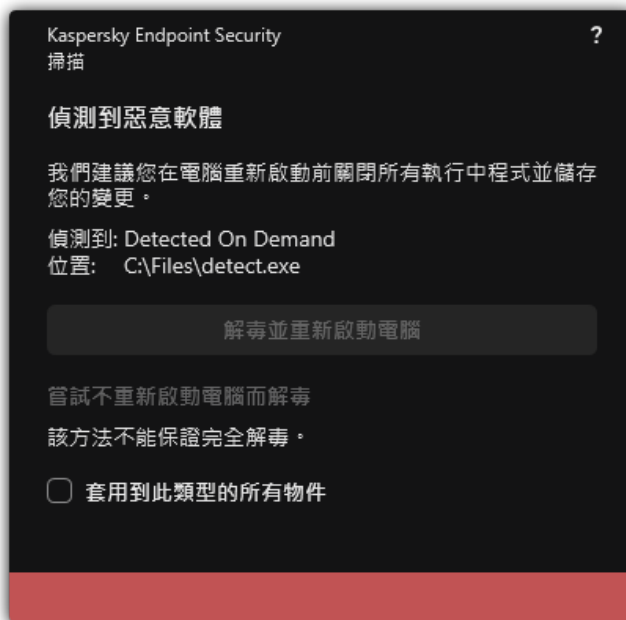 Kaspersky Endpoint Security
?
掃描
偵測到惡意軟體
我們建議您在電腦重新啟動前關閉所有執行中程式並儲存
您的變更。
偵測到: Detected On Demand
位置: C:\Files\detect.exe
解毒並重新啟動電腦
嘗試不重新啟動電腦而解毒
該方法不能保證完全解毒。
套用到此類型的所有物件